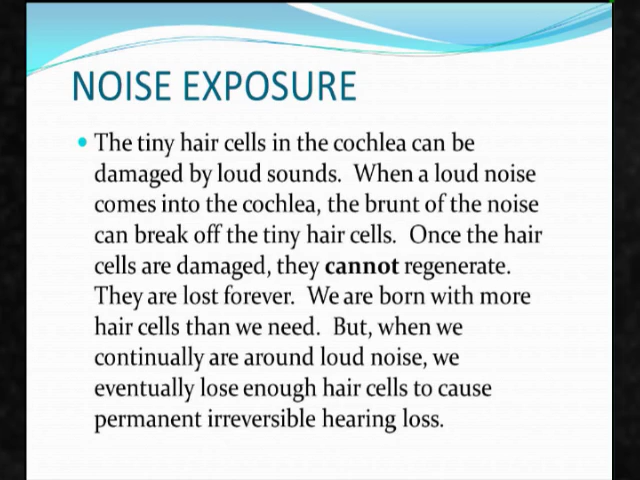 NOISE EXPOSURE
• The tiny hair cells in the cochlea can be
damaged by loud sounds.  When a loud noise
comes into the cochlea, the brunt of the noise
can break off the tiny hair cells.  Once the hair
cells are damaged, they cannot regenerate.
They are lost forever.  We are born with more
hair cells than we need.  But, when we
continually are around loud noise, we
eventually lose enough hair cells to cause
permanent irreversible hearing loss.